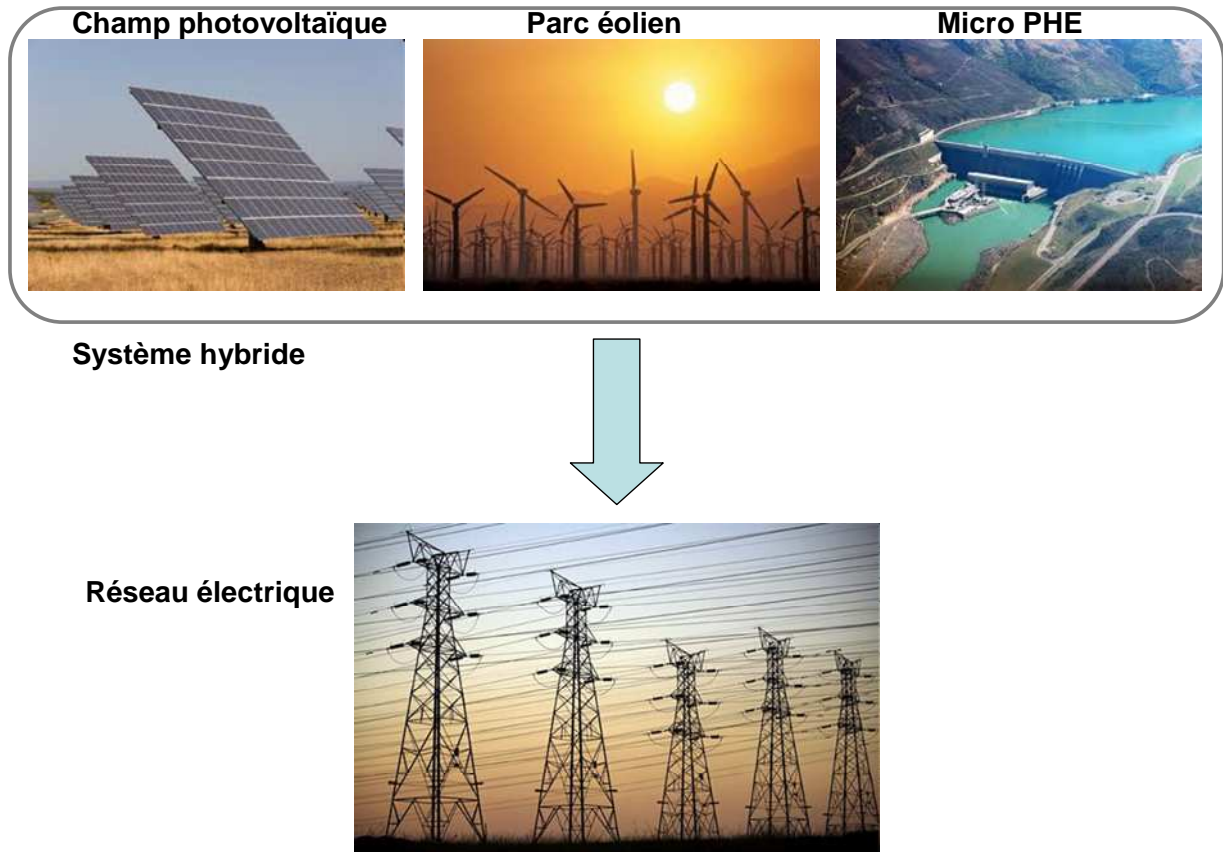 Champ photovoltaïque
Parc éolien
Micro PHE
Système hybride
Réseau électrique